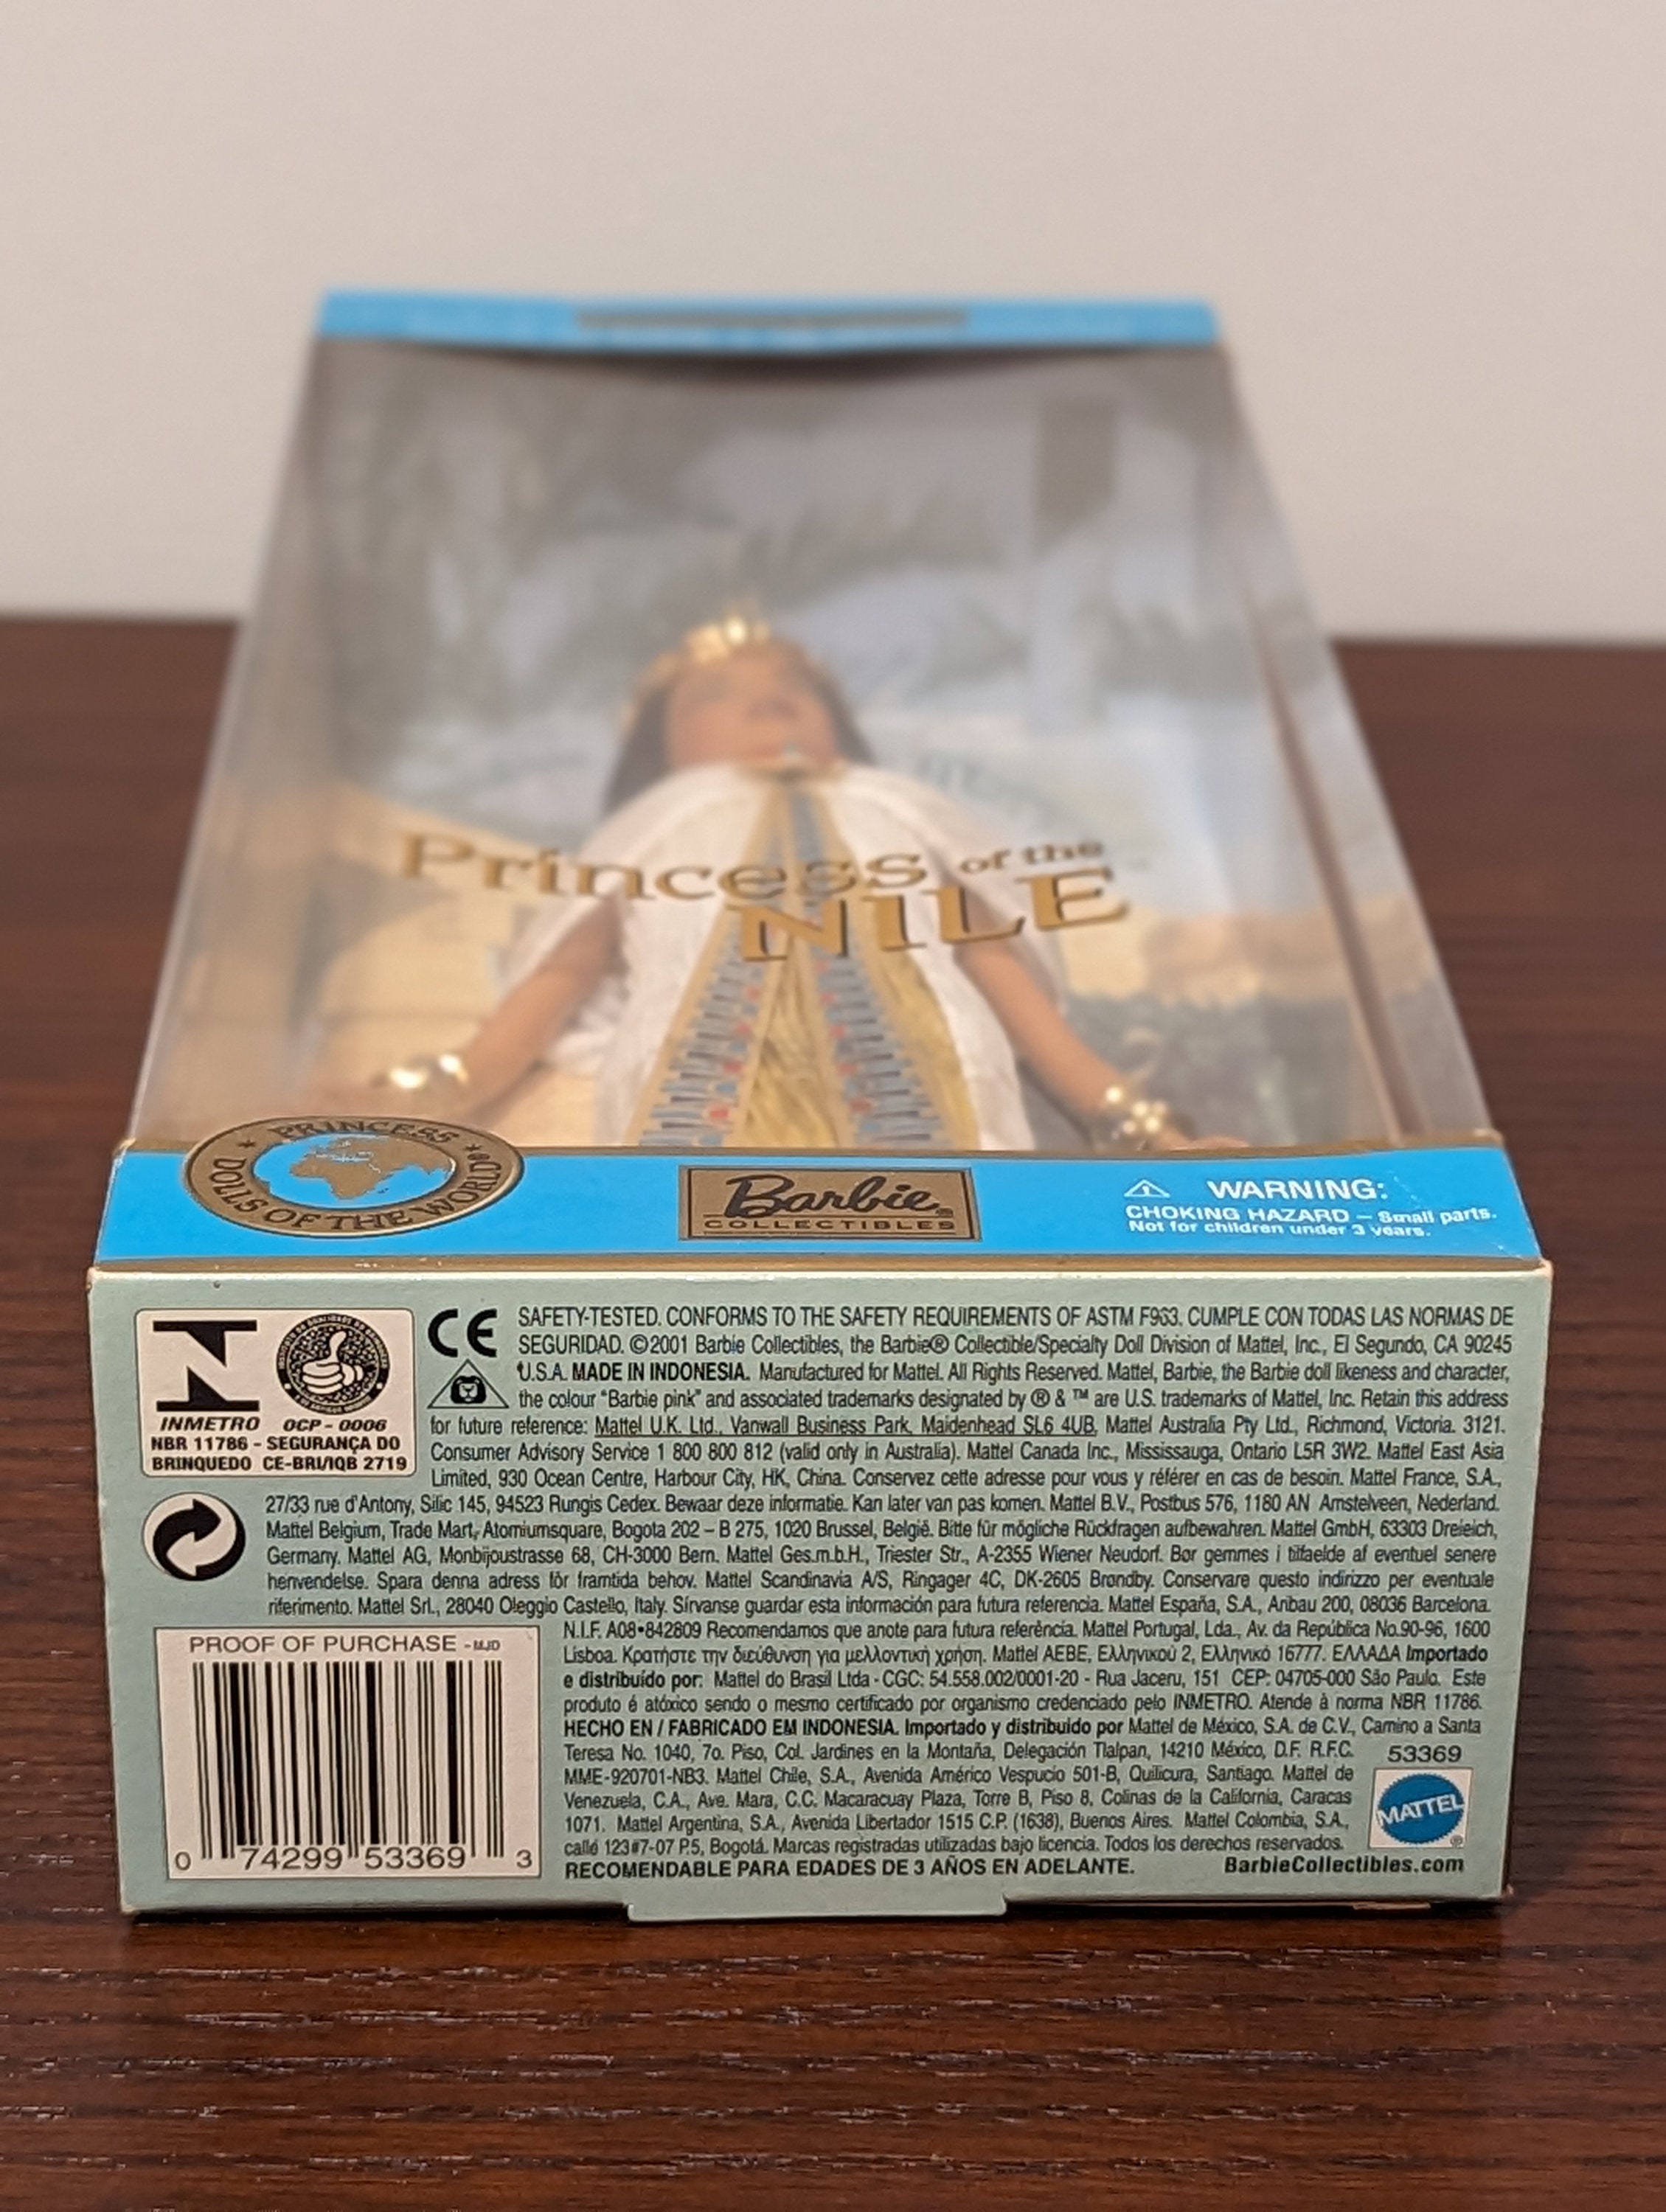 Princess of the
NILE
PRINCESS
DOLLS OF THE WORLD®
Barbie®
COLLECTIBLES
WARNING:
CHOKING HAZARD – Small parts.
Not for children under 3 years.
INMETRO OCP - 0006
NBR 11786 - SEGURANÇA DO
BRINQUEDO CE-BRI/IQB 2719
CE
SAFETY-TESTED. CONFORMS TO THE SAFETY REQUIREMENTS OF ASTM F963. CUMPLE CON TODAS LAS NORMAS DE
SEGURIDAD. ©2001 Barbie Collectibles, the Barbie® Collectible/Specialty Doll Division of Mattel, Inc., El Segundo, CA 90245
U.S.A. MADE IN INDONESIA. Manufactured for Mattel. All Rights Reserved. Mattel, Barbie, the Barbie doll likeness and character,
the colour "Barbie pink" and associated trademarks designated by ® & ™ are U.S. trademarks of Mattel, Inc. Retain this address
for future reference: Mattel U.K. Ltd., Vanwall Business Park, Maidenhead SL6 4UB. Mattel Australia Pty Ltd., Richmond, Victoria. 3121.
Consumer Advisory Service 1 800 800 812 (valid only in Australia). Mattel Canada Inc., Mississauga, Ontario L5R 3W2. Mattel East Asia
Limited, 930 Ocean Centre, Harbour City, HK, China. Conservez cette adresse pour vous y référer en cas de besoin. Mattel France, S.A.,
27/33 rue d'Antony, Silic 145, 94523 Rungis Cedex. Bewaar deze informatie. Kan later van pas komen. Mattel B.V., Postbus 576, 1180 AN Amstelveen, Nederland.
Mattel Belgium, Trade Mart, Atomiumsquare, Bogota 202 – B 275, 1020 Brussel, België. Bitte für mögliche Rückfragen aufbewahren. Mattel GmbH, 63303 Dreieich,
Germany. Mattel AG, Monbijoustrasse 68, CH-3000 Bern. Mattel Ges.m.b.H., Triester Str., A-2355 Wiener Neudorf. Bør gemmes i tilfaelde af eventuel senere
henvendelse. Spara denna adress för framtida behov. Mattel Scandinavia A/S, Ringager 4C, DK-2605 Brøndby. Conservare questo indirizzo per eventuale
riferimento. Mattel Srl., 28040 Oleggio Castello, Italy. Sírvanse guardar esta información para futura referencia. Mattel España, S.A., Aribau 200, 08036 Barcelona.
N.I.F. A08•842809 Recomendamos que anote para futura referência. Mattel Portugal, Lda., Av. da República No.90-96, 1600
Lisboa. Κρατήστε την διεύθυνση για μελλοντική χρήση. Mattel AEBE, Ελληνικού 2, Ελληνικό 16777. ΕΛΛΑΔΑ Importado
e distribuído por: Mattel do Brasil Ltda - CGC: 54.558.002/0001-20 - Rua Jaceru, 151 CEP: 04705-000 São Paulo. Este
produto é atóxico sendo o mesmo certificado por organismo credenciado pelo INMETRO. Atende à norma NBR 11786.
HECHO EN / FABRICADO EM INDONESIA. Importado y distribuido por Mattel de México, S.A. de C.V., Camino a Santa
Teresa No. 1040, 7o. Piso, Col. Jardines en la Montaña, Delegación Tlalpan, 14210 México, D.F. R.F.C.
MME-920701-NB3. Mattel Chile, S.A., Avenida Américo Vespucio 501-B, Quilicura, Santiago. Mattel de
Venezuela, C.A., Ave. Mara, C.C. Macaracuay Plaza, Torre B, Piso 8, Colinas de la California, Caracas
1071. Mattel Argentina, S.A., Avenida Libertador 1515 C.P. (1638), Buenos Aires. Mattel Colombia, S.A.,
calle 123#7-07 P.5, Bogotá. Marcas registradas utilizadas bajo licencia. Todos los derechos reservados.
RECOMENDABLE PARA EDADES DE 3 AÑOS EN ADELANTE.
BarbieCollectibles.com
53369
MATTEL®
PROOF OF PURCHASE - MJD
0 74299 53369 3